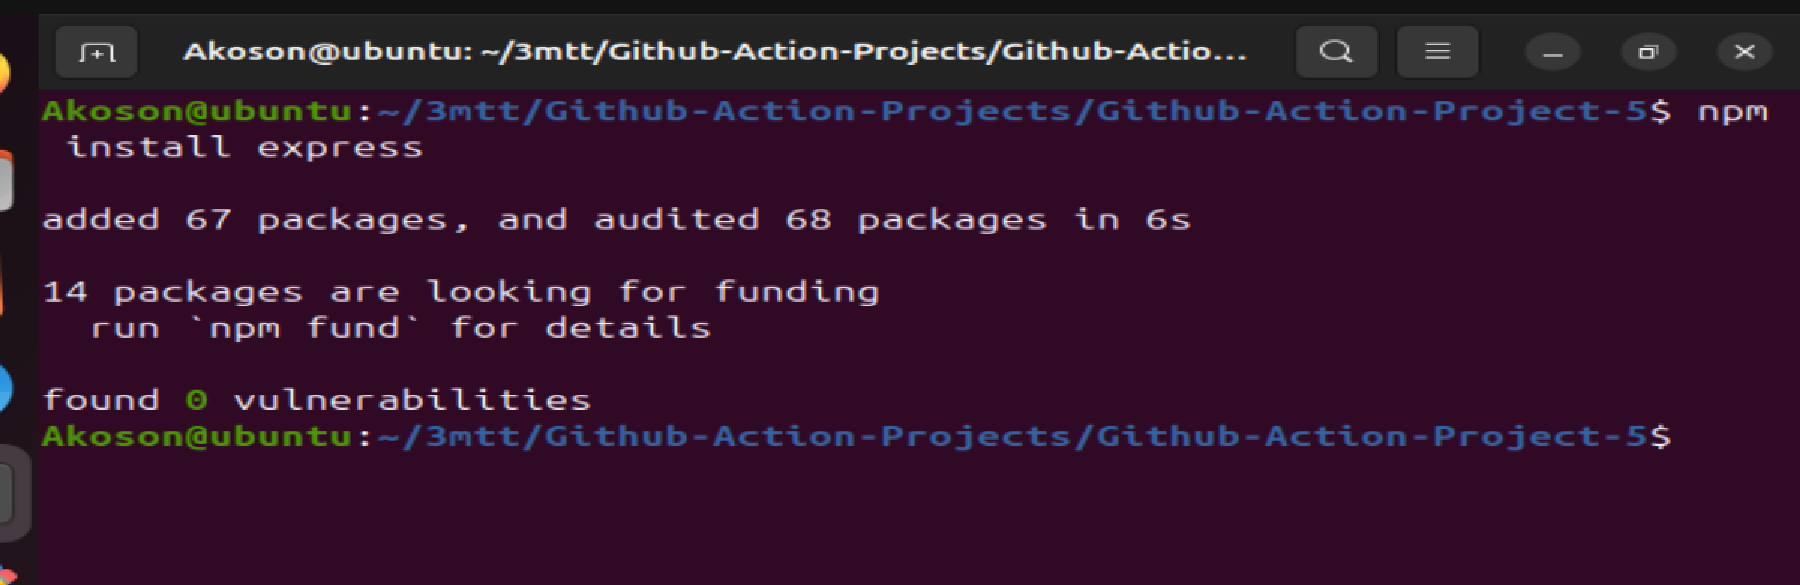 Akoson@ubuntu: ~/3mtt/Github-Action-Projects/Github-Actio...
Akoson@ubuntu:~/3mtt/Github-Action-Projects/Github-Action-Project-5$ npm
 install express
added 67 packages, and audited 68 packages in 6s
14 packages are looking for funding
  run `npm fund` for details
found 0 vulnerabilities
Akoson@ubuntu:~/3mtt/Github-Action-Projects/Github-Action-Project-5$